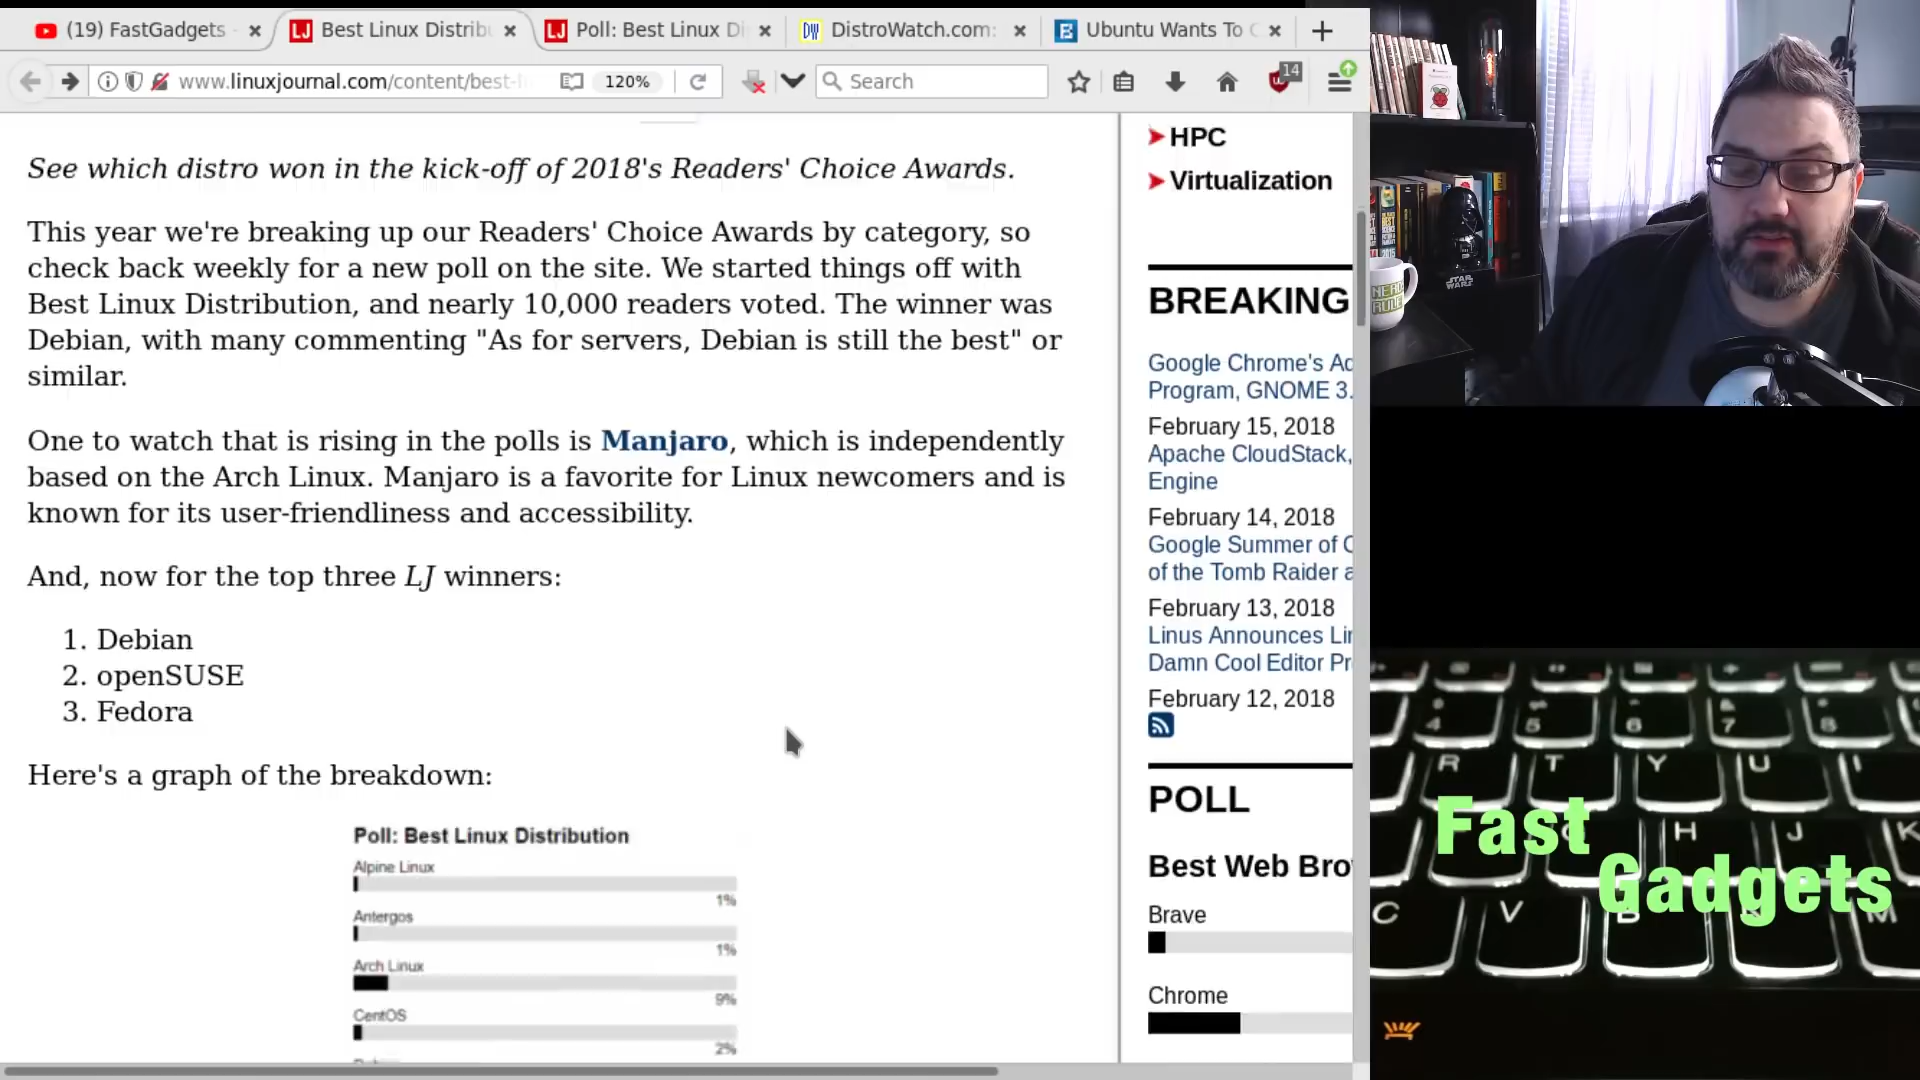 (19) FastGadgets
Best Linux Distrib
Poll: Best Linux Di
DistroWatch.com:
Ubuntu Wants To C
www.linuxjournal.com/content/best-l
120%
Search
14
See which distro won in the kick-off of 2018's Readers' Choice Awards.
This year we're breaking up our Readers' Choice Awards by category, so
check back weekly for a new poll on the site. We started things off with
Best Linux Distribution, and nearly 10,000 readers voted. The winner was
Debian, with many commenting "As for servers, Debian is still the best" or
similar.
One to watch that is rising in the polls is Manjaro, which is independently
based on the Arch Linux. Manjaro is a favorite for Linux newcomers and is
known for its user-friendliness and accessibility.
And, now for the top three LJ winners:
1. Debian
2. openSUSE
3. Fedora
Here's a graph of the breakdown:
Poll: Best Linux Distribution
Alpine Linux
1%
Antergos
1%
Arch Linux
9%
CentOS
2%
HPC
Virtualization
BREAKING
Google Chrome's Ad
Program, GNOME 3.
February 15, 2018
Apache CloudStack,
Engine
February 14, 2018
Google Summer of C
of the Tomb Raider a
February 13, 2018
Linus Announces Lin
Damn Cool Editor Pr
February 12, 2018
POLL
Best Web Bro
Brave
Chrome
STAR
WARS
NERD
RUDE
4 5 6 7 8
R T Y U I
H J K
C V B N M
Fast
Gadgets